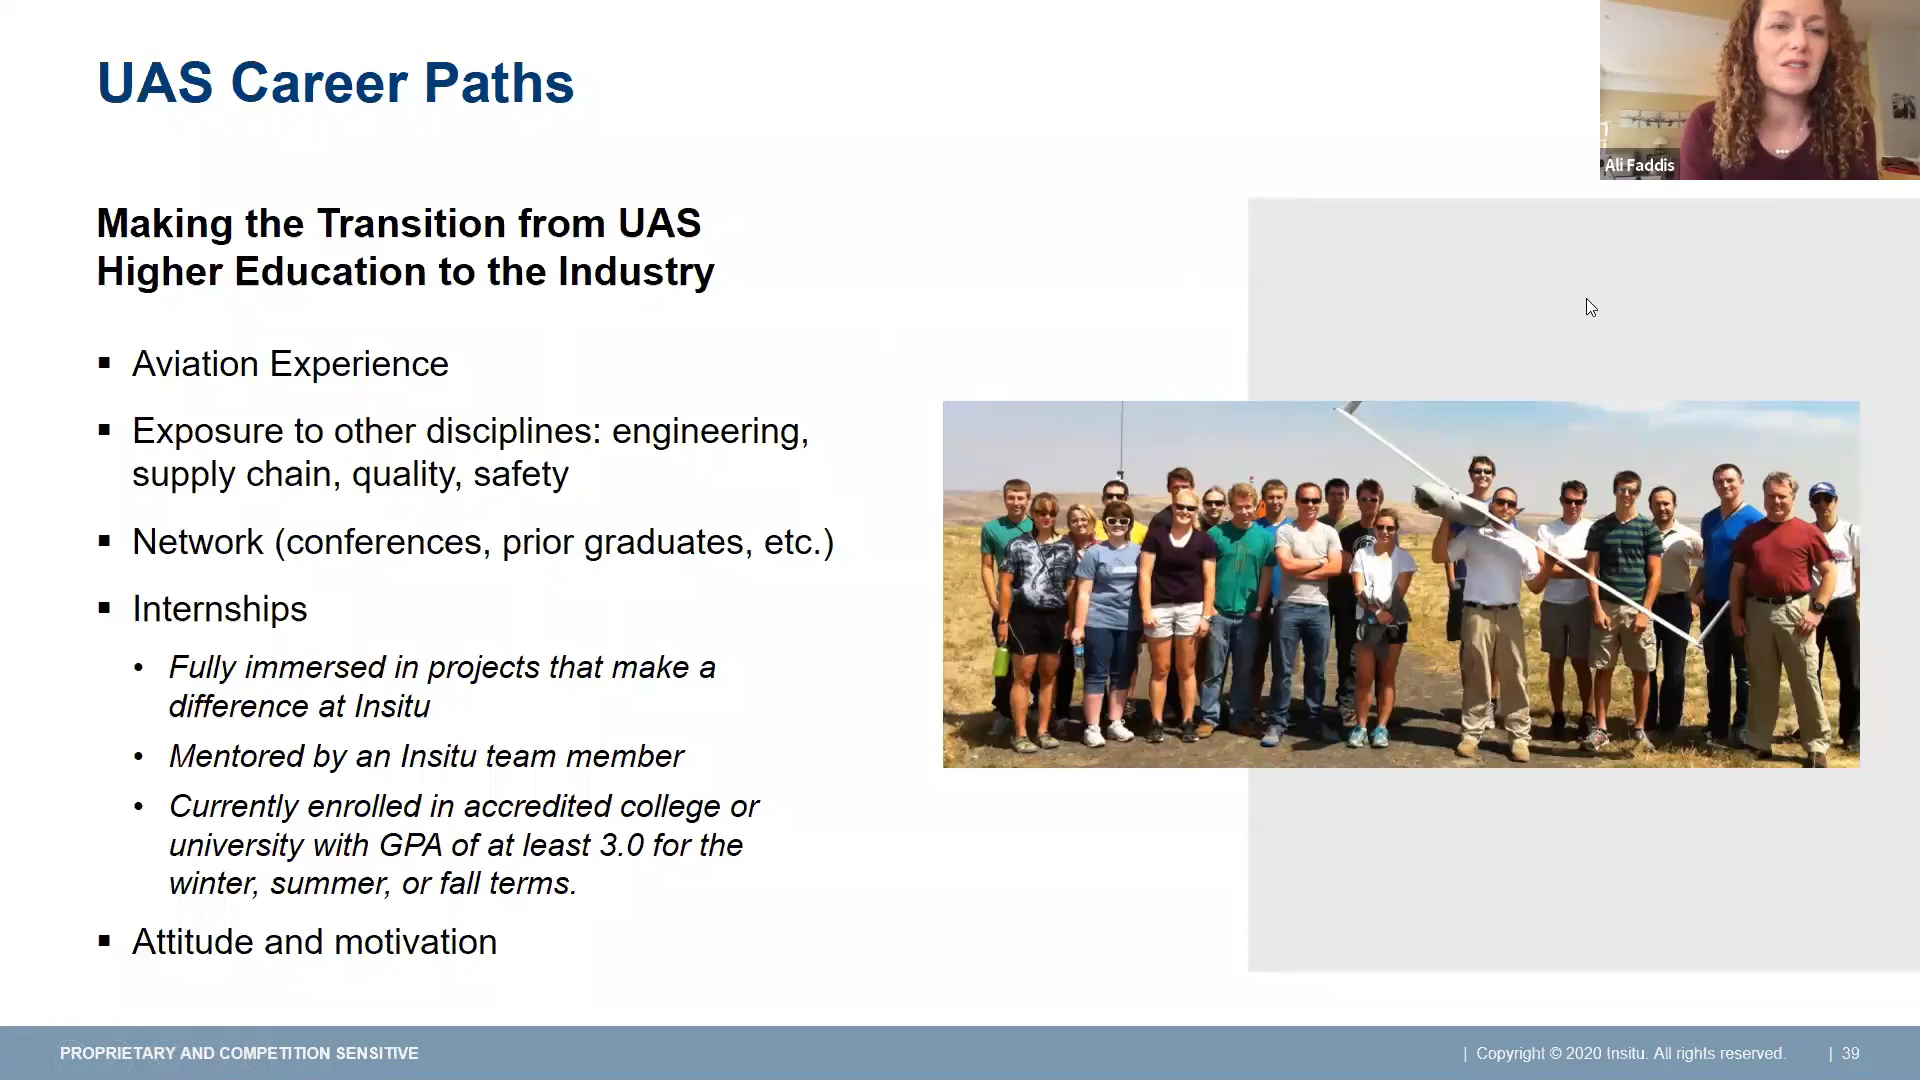 UAS Career Paths
Ali Faddis
Making the Transition from UAS
Higher Education to the Industry
▪ Aviation Experience
▪ Exposure to other disciplines: engineering,
supply chain, quality, safety
▪ Network (conferences, prior graduates, etc.)
▪ Internships
• Fully immersed in projects that make a
difference at Insitu
• Mentored by an Insitu team member
• Currently enrolled in accredited college or
university with GPA of at least 3.0 for the
winter, summer, or fall terms.
▪ Attitude and motivation
PROPRIETARY AND COMPETITION SENSITIVE
| Copyright © 2020 Insitu. All rights reserved. | 39